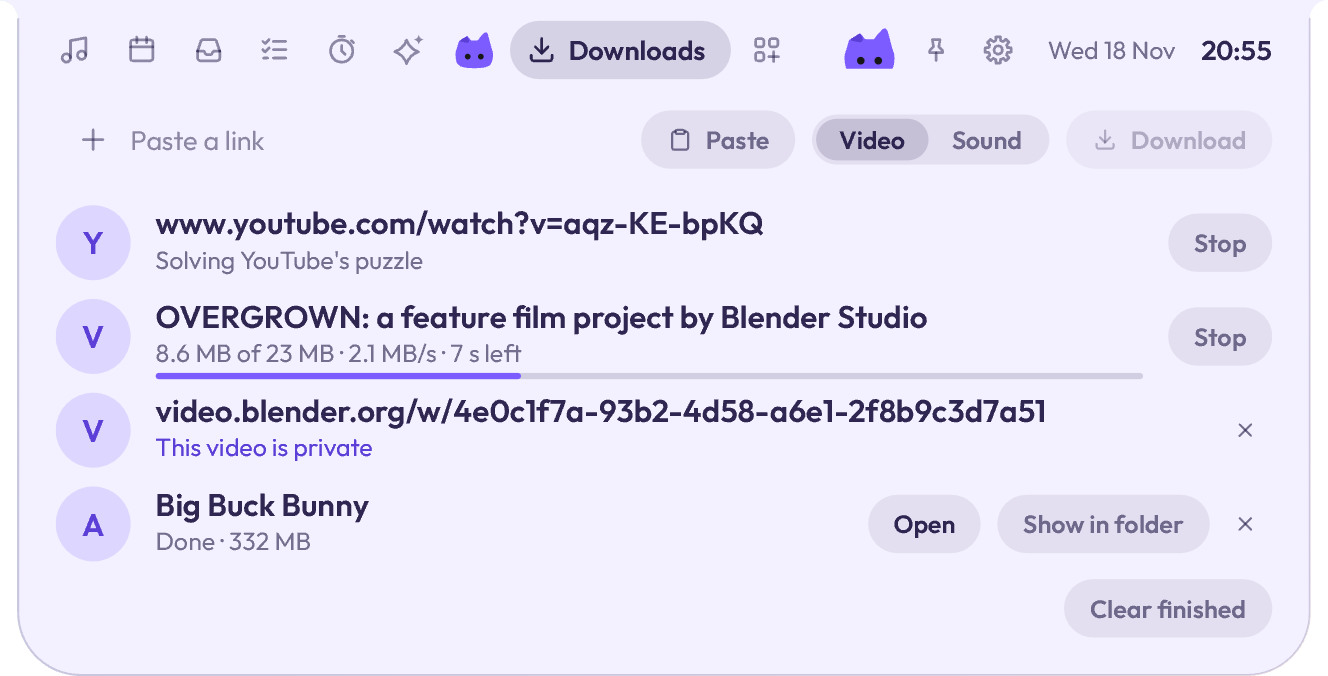 Downloads
Wed 18 Nov 20:55
Paste a link
Paste
Video
Sound
Download
Y
www.youtube.com/watch?v=aqz-KE-bpKQ
Solving YouTube's puzzle
Stop
V
OVERGROWN: a feature film project by Blender Studio
8.6 MB of 23 MB · 2.1 MB/s · 7 s left
Stop
V
video.blender.org/w/4e0c1f7a-93b2-4d58-a6e1-2f8b9c3d7a51
This video is private
A
Big Buck Bunny
Done · 332 MB
Open
Show in folder
Clear finished